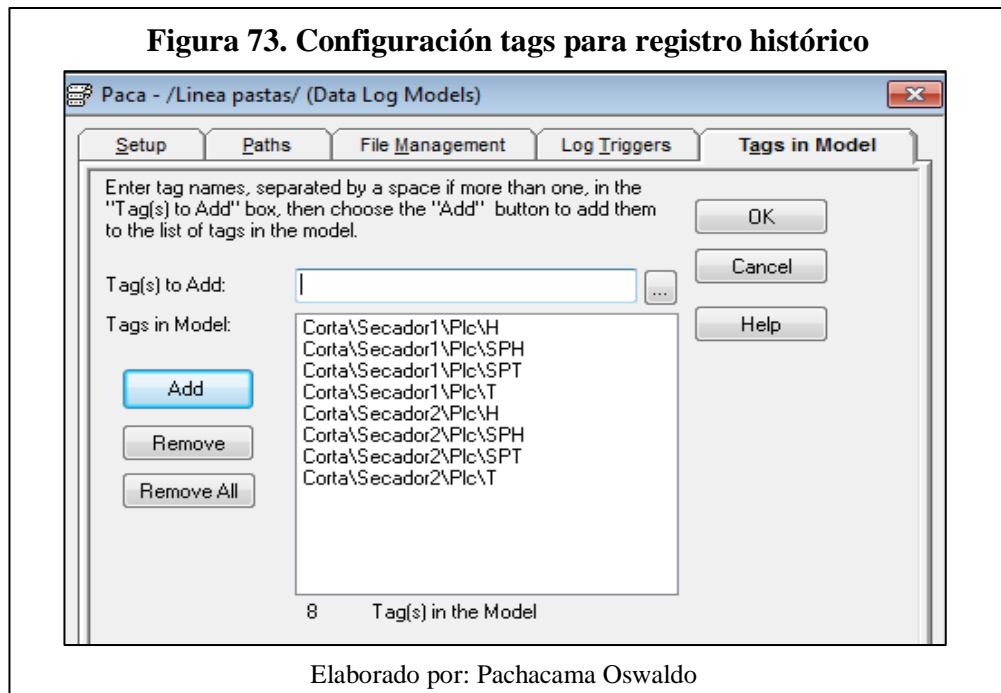 Figura 73. Configuración tags para registro histórico
Paca - /Linea pastas/ (Data Log Models)
Setup Paths File Management Log Triggers Tags in Model
Enter tag names, separated by a space if more than one, in the
"Tag(s) to Add" box, then choose the "Add" button to add them
to the list of tags in the model.
OK
Cancel
Help
Tag(s) to Add:
...
Tags in Model:
Corta\Secador1\Plc\H
Corta\Secador1\Plc\SPH
Corta\Secador1\Plc\SPT
Corta\Secador1\Plc\T
Corta\Secador2\Plc\H
Corta\Secador2\Plc\SPH
Corta\Secador2\Plc\SPT
Corta\Secador2\Plc\T
Add
Remove
Remove All
8 Tag(s) in the Model
Elaborado por: Pachacama Oswaldo